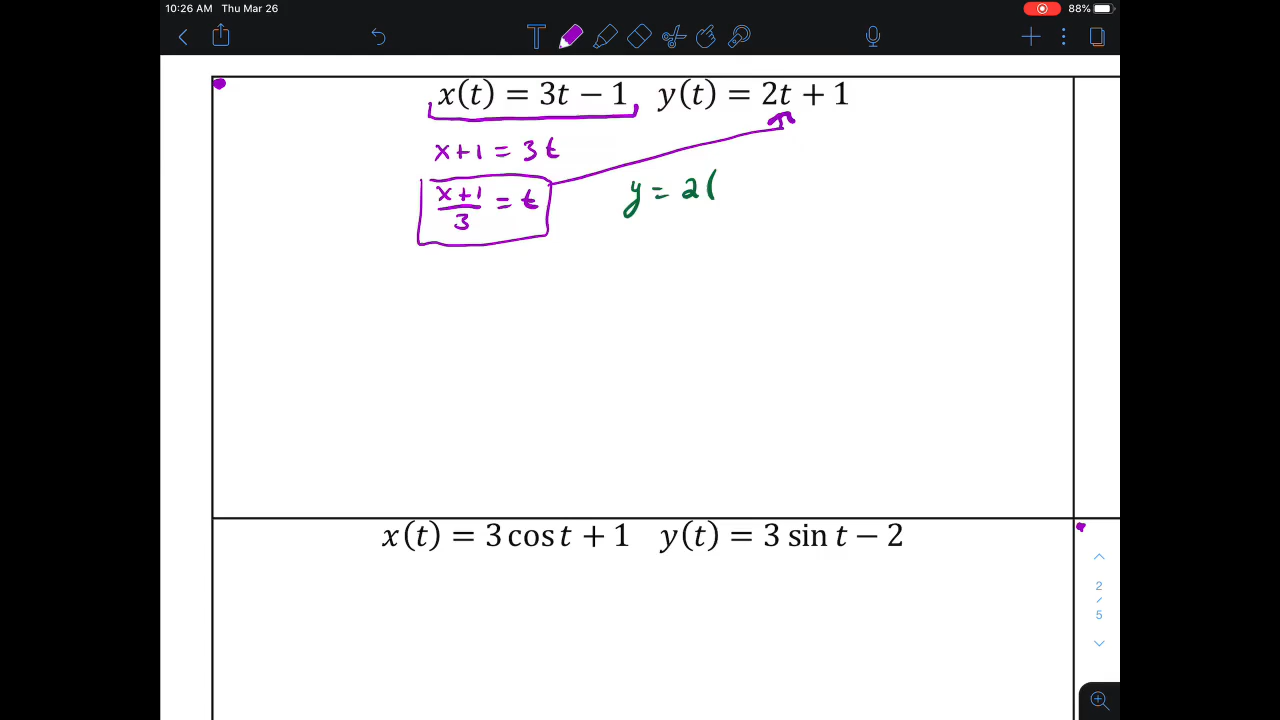 10:26 AM Thu Mar 26
88%
T
x(t) = 3t − 1 y(t) = 2t + 1
x+1 = 3t
x+1/3 = t
y = 2(
x(t) = 3 cos t + 1 y(t) = 3 sin t − 2
2
/
5